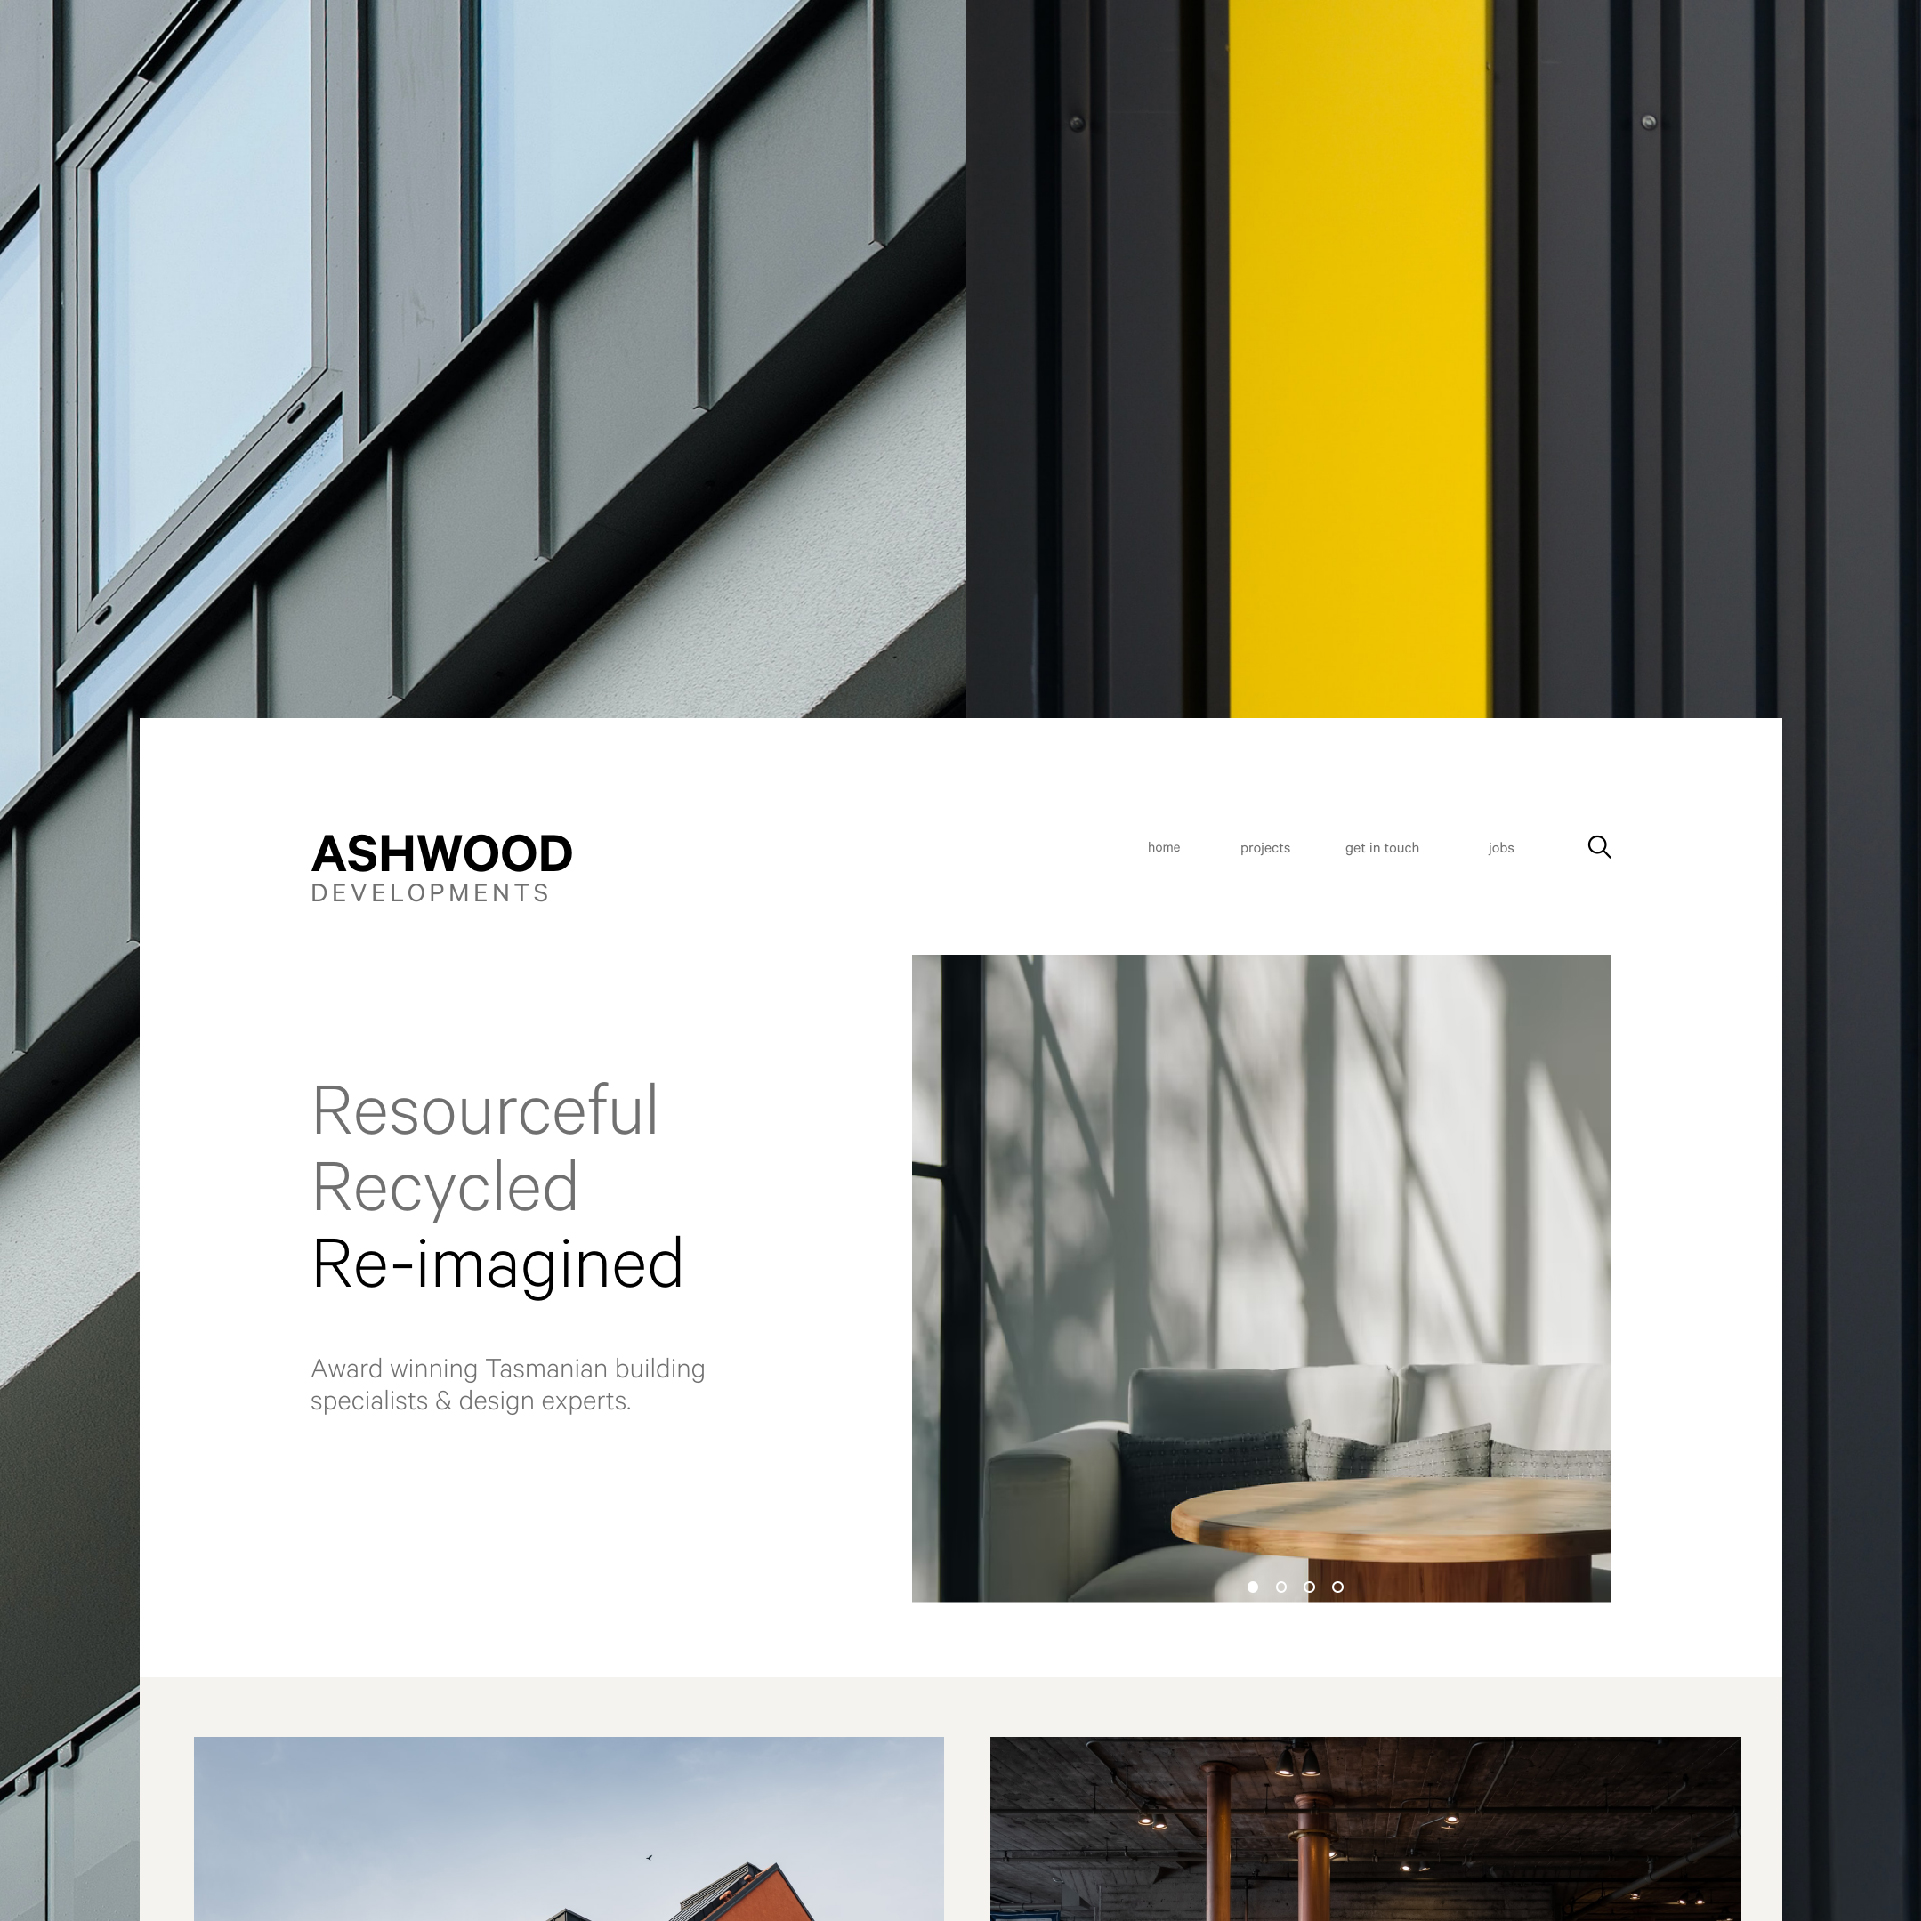 ASHWOOD
DEVELOPMENTS
home projects get in touch jobs
Resourceful
Recycled
Re-imagined
Award winning Tasmanian building
specialists & design experts.